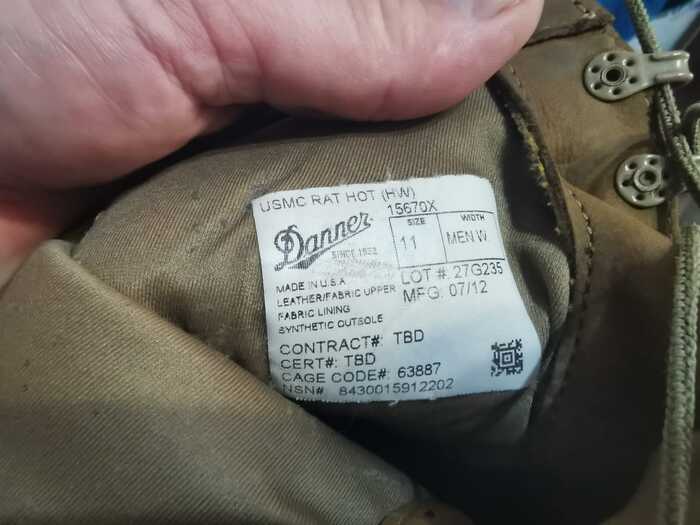 USMC RAT HOT (HW)
15670X
Danner
SINCE 1932
SIZE
11
WIDTH
MEN W
MADE IN U.S.A
LEATHER/FABRIC UPPER
FABRIC LINING
SYNTHETIC OUTSOLE
LOT #: 27G235
MFG: 07/12
CONTRACT#: TBD
CERT#: TBD
CAGE CODE#: 63887
NSN# 8430015912202